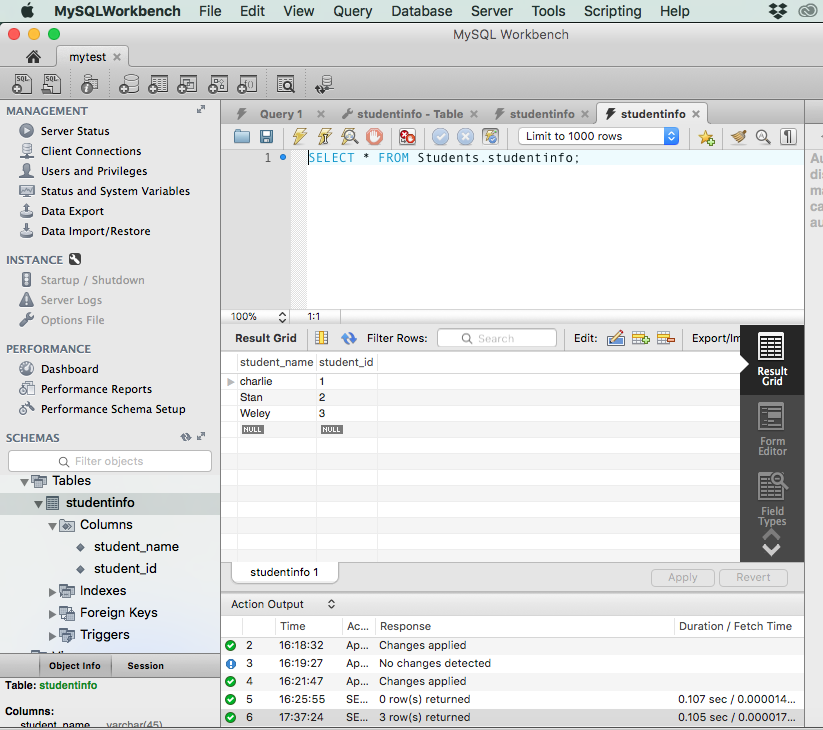 MySQLWorkbench File Edit View Query Database Server Tools Scripting Help
MySQL Workbench
mytest
MANAGEMENT
Server Status
Client Connections
Users and Privileges
Status and System Variables
Data Export
Data Import/Restore
INSTANCE
Startup / Shutdown
Server Logs
Options File
PERFORMANCE
Dashboard
Performance Reports
Performance Schema Setup
SCHEMAS
Filter objects
Tables
studentinfo
Columns
student_name
student_id
Indexes
Foreign Keys
Triggers
Object Info Session
Table: studentinfo
Columns:
student_name varchar(45)
Query 1 studentinfo - Table studentinfo studentinfo
Limit to 1000 rows
1 SELECT * FROM Students.studentinfo;
100% 1:1
Result Grid Filter Rows: Search Edit: Export/Im
student_name student_id
charlie 1
Stan 2
Weley 3
NULL NULL
Result
Grid
Form
Editor
Field
Types
studentinfo 1
Apply Revert
Action Output
Time Ac... Response Duration / Fetch Time
2 16:18:32 Ap... Changes applied
3 16:19:27 Ap... No changes detected
4 16:21:47 Ap... Changes applied
5 16:25:55 SE... 0 row(s) returned 0.107 sec / 0.000014...
6 17:37:24 SE... 3 row(s) returned 0.105 sec / 0.000017...
Au
di
ma
ca
au